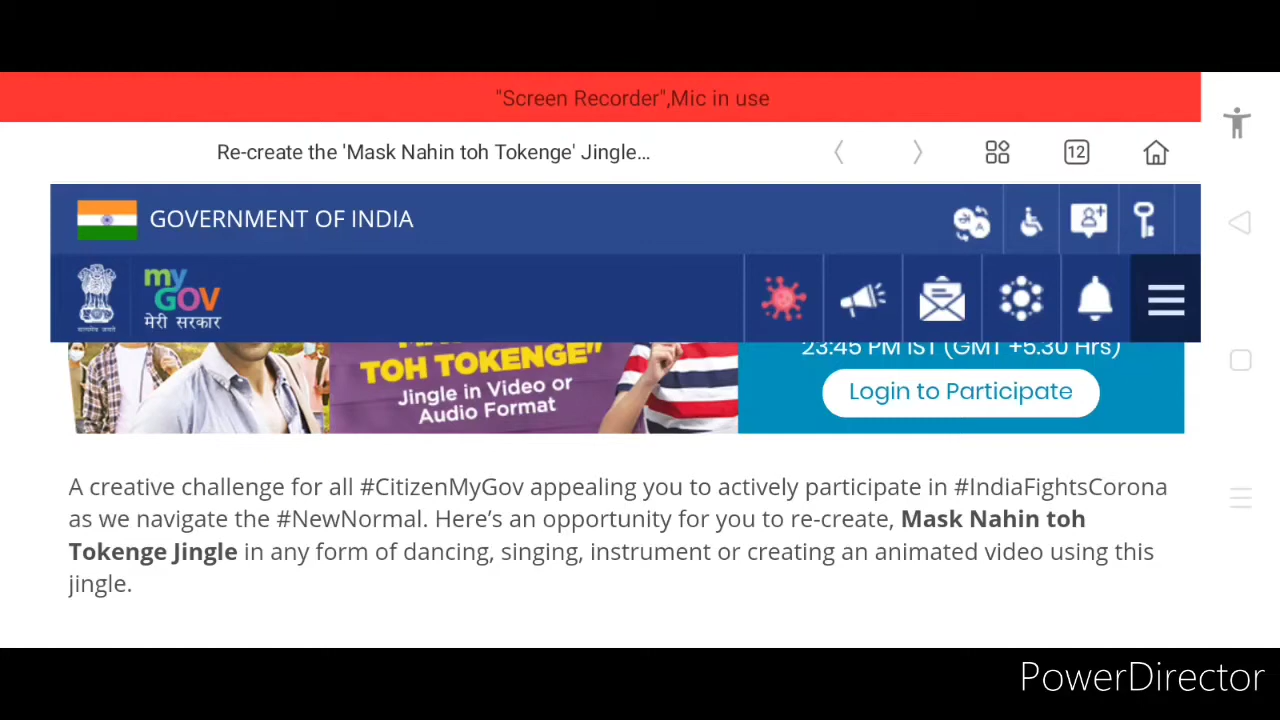 "Screen Recorder",Mic in use
Re-create the 'Mask Nahin toh Tokenge' Jingle...
12
GOVERNMENT OF INDIA
my
GOV
मेरी सरकार
TOH TOKENGE"
Jingle in Video or
Audio Format
23:45 PM IST (GMT +5.30 Hrs)
Login to Participate
A creative challenge for all #CitizenMyGov appealing you to actively participate in #IndiaFightsCorona
as we navigate the #NewNormal. Here’s an opportunity for you to re-create, Mask Nahin toh
Tokenge Jingle in any form of dancing, singing, instrument or creating an animated video using this
jingle.
PowerDirector